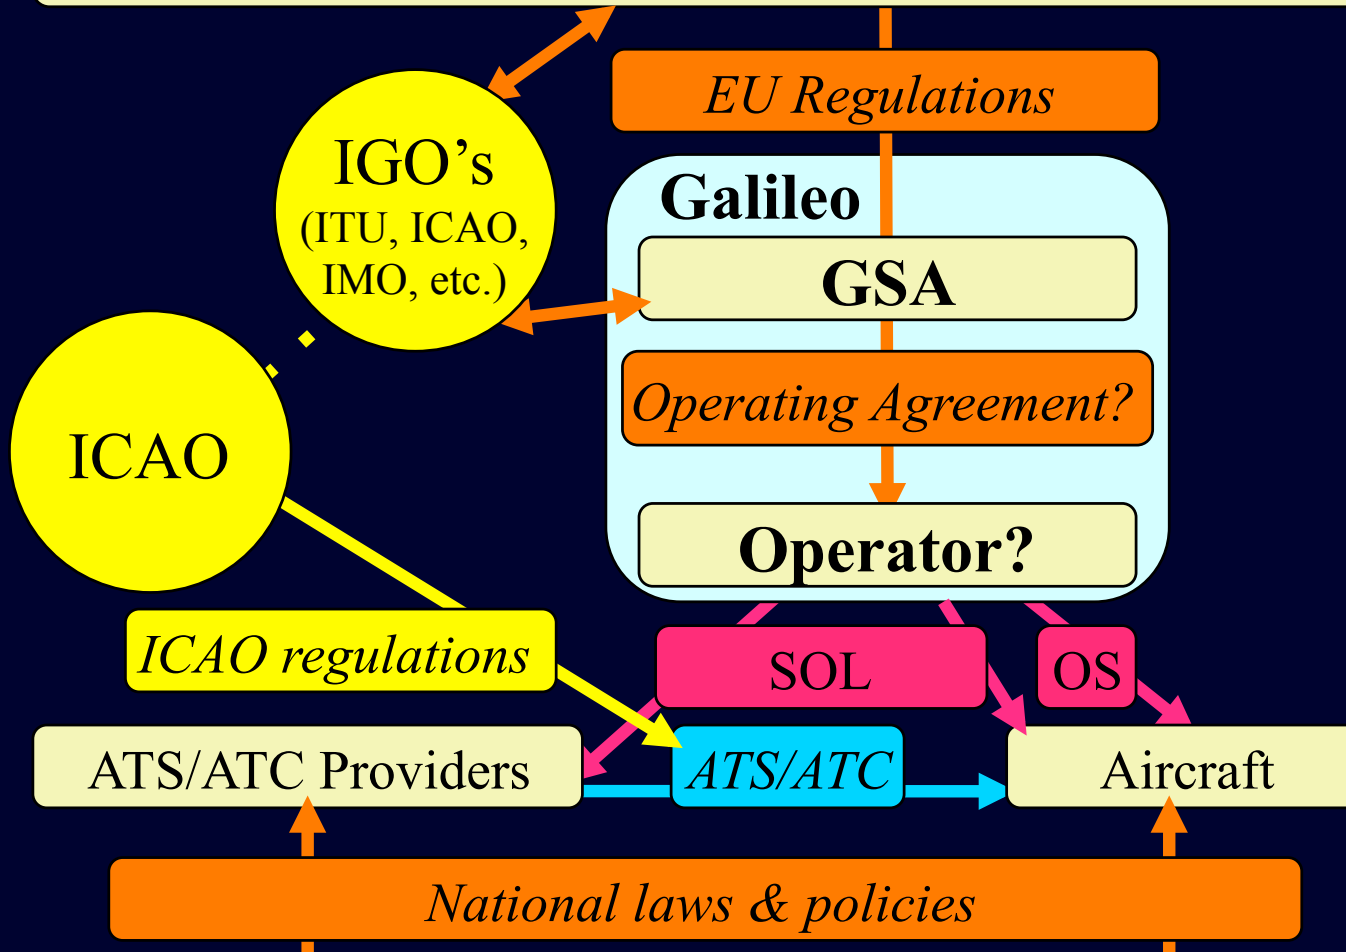 EU Regulations
IGO’s
(ITU, ICAO,
IMO, etc.)
Galileo
GSA
Operating Agreement?
ICAO
Operator?
ICAO regulations
SOL
OS
ATS/ATC Providers
ATS/ATC
Aircraft
National laws & policies